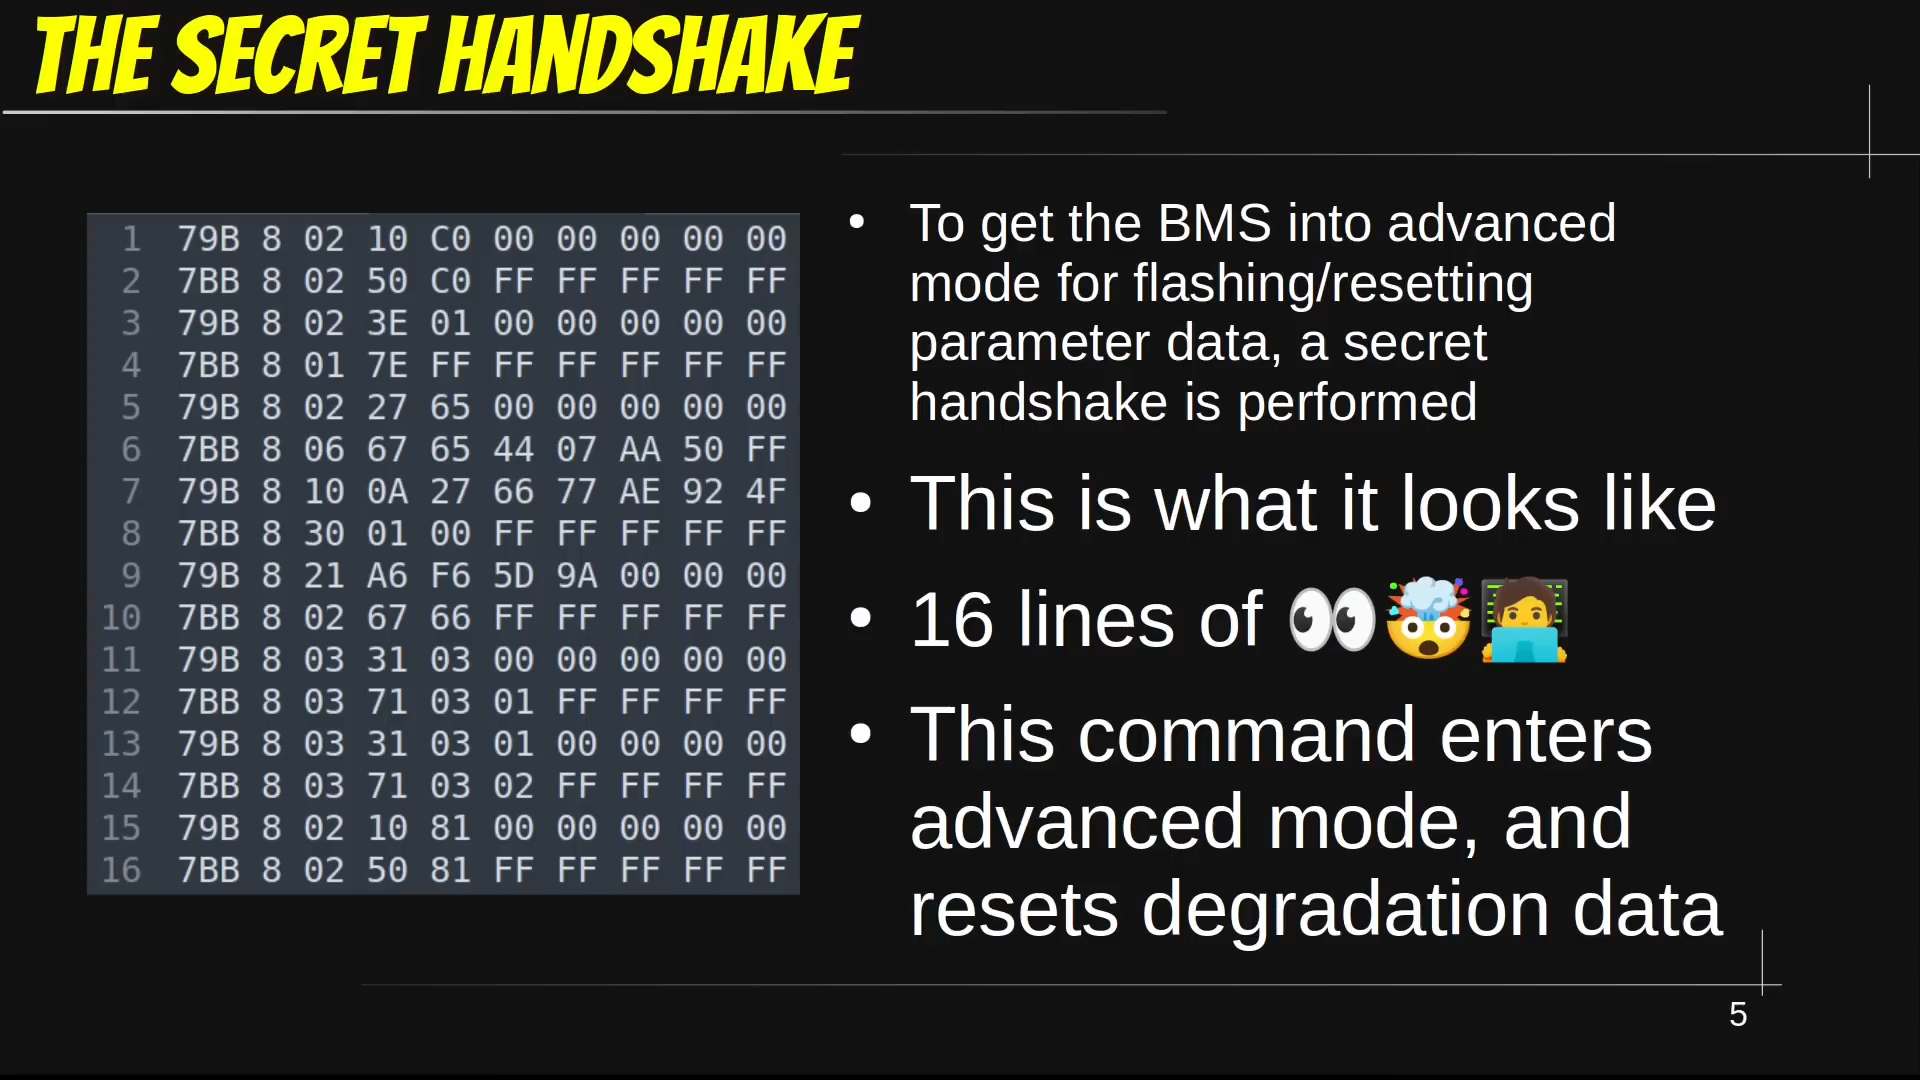 THE SECRET HANDSHAKE
1 79B 8 02 10 C0 00 00 00 00 00
2 7BB 8 02 50 C0 FF FF FF FF FF
3 79B 8 02 3E 01 00 00 00 00 00
4 7BB 8 01 7E FF FF FF FF FF FF
5 79B 8 02 27 65 00 00 00 00 00
6 7BB 8 06 67 65 44 07 AA 50 FF
7 79B 8 10 0A 27 66 77 AE 92 4F
8 7BB 8 30 01 00 FF FF FF FF FF
9 79B 8 21 A6 F6 5D 9A 00 00 00
10 7BB 8 02 67 66 FF FF FF FF FF
11 79B 8 03 31 03 00 00 00 00 00
12 7BB 8 03 71 03 01 FF FF FF FF
13 79B 8 03 31 03 01 00 00 00 00
14 7BB 8 03 71 03 02 FF FF FF FF
15 79B 8 02 10 81 00 00 00 00 00
16 7BB 8 02 50 81 FF FF FF FF FF
• To get the BMS into advanced
mode for flashing/resetting
parameter data, a secret
handshake is performed
• This is what it looks like
• 16 lines of 👀🤯🧑‍💻
• This command enters
advanced mode, and
resets degradation data
5